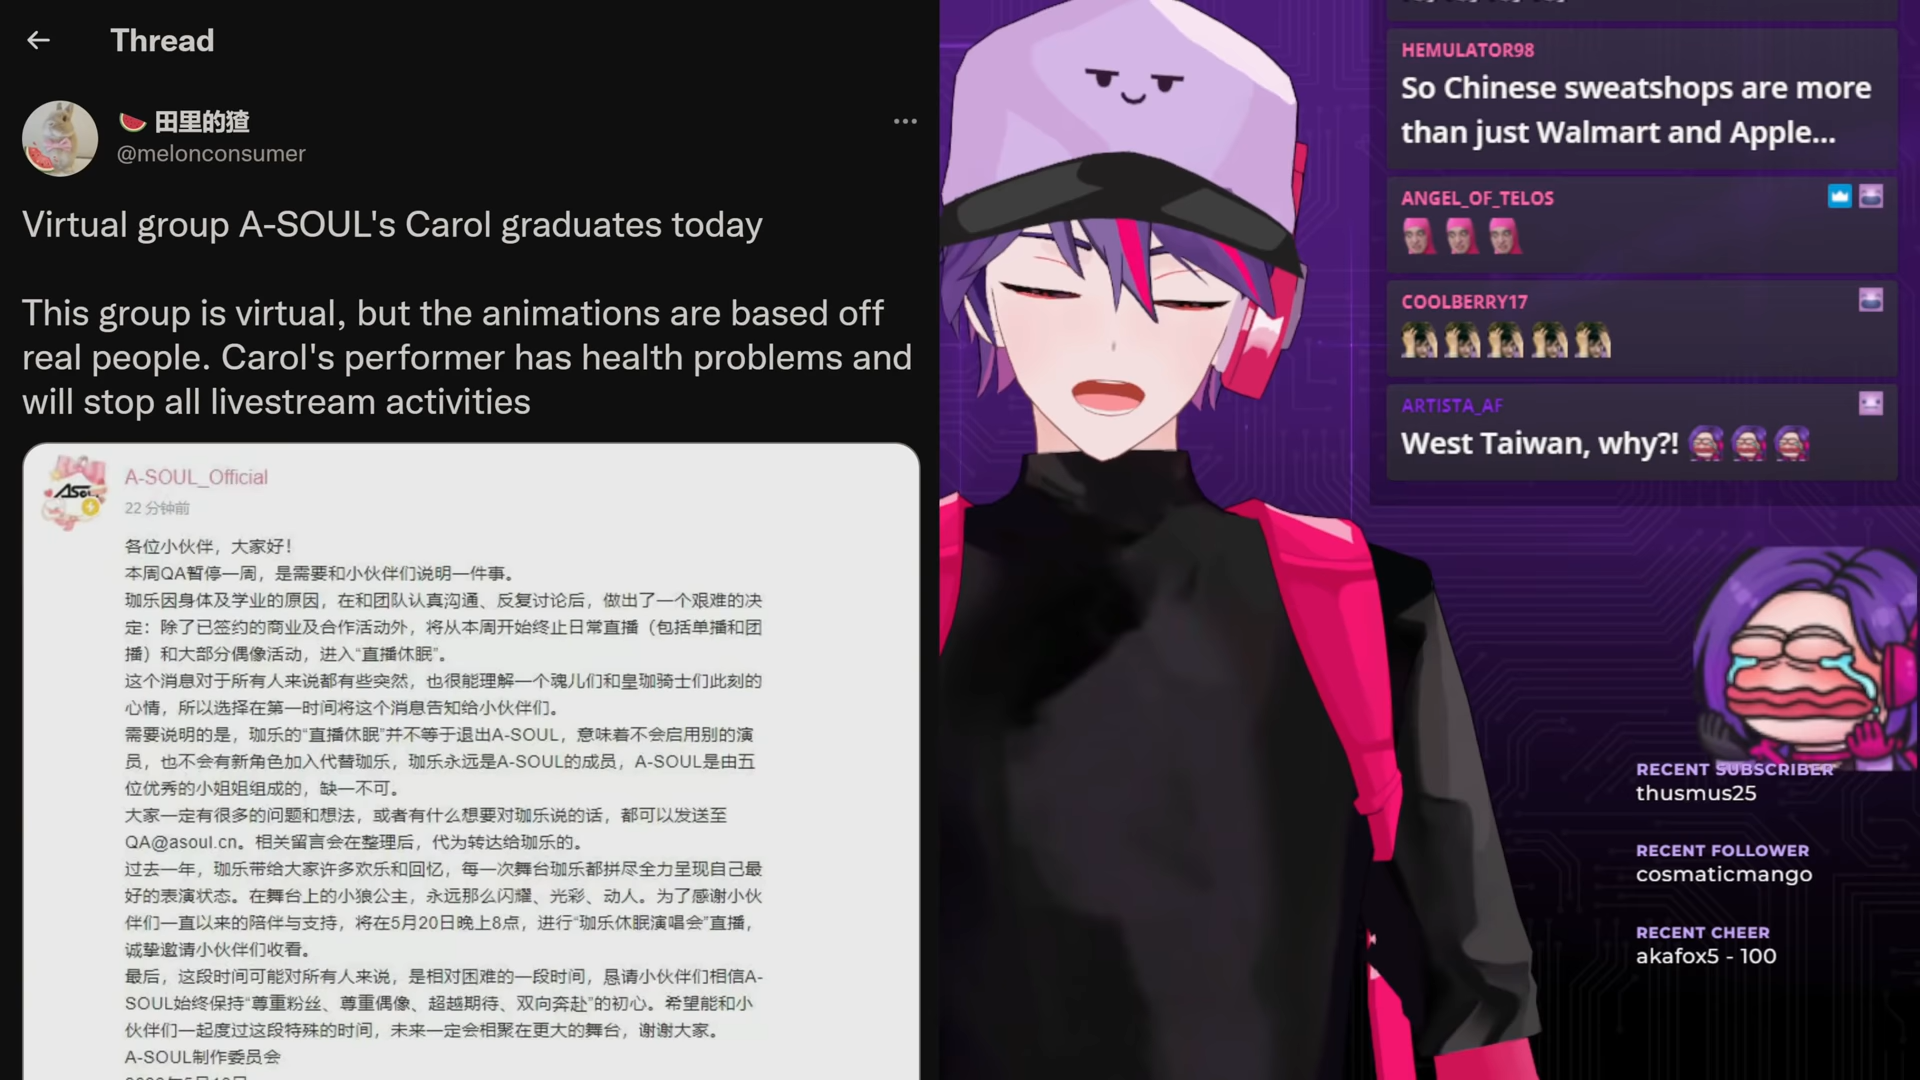 Thread
田里的猹
@melonconsumer
Virtual group A-SOUL's Carol graduates today
This group is virtual, but the animations are based off
real people. Carol's performer has health problems and
will stop all livestream activities
A-SOUL_Official
22 分钟前
各位小伙伴，大家好！
本周QA暂停一周，是需要和小伙伴们说明一件事。
珈乐因身体及学业的原因，在和团队认真沟通、反复讨论后，做出了一个艰难的决
定：除了已签约的商业及合作活动外，将从本周开始终止日常直播（包括单播和团
播）和大部分偶像活动，进入“直播休眠”。
这个消息对于所有人来说都有些突然，也很能理解一个魂儿们和皇珈骑士们此刻的
心情，所以选择在第一时间将这个消息告知给小伙伴们。
需要说明的是，珈乐的“直播休眠”并不等于退出A-SOUL，意味着不会启用别的演
员，也不会有新角色加入代替珈乐，珈乐永远是A-SOUL的成员，A-SOUL是由五
位优秀的小姐姐组成的，缺一不可。
大家一定有很多的问题和想法，或者有什么想要对珈乐说的话，都可以发送至
QA@asoul.cn。相关留言会在整理后，代为转达给珈乐的。
过去一年，珈乐带给大家许多欢乐和回忆，每一次舞台珈乐都拼尽全力呈现自己最
好的表演状态。在舞台上的小狼公主，永远那么闪耀、光彩、动人。为了感谢小伙
伴们一直以来的陪伴与支持，将在5月20日晚上8点，进行“珈乐休眠演唱会”直播，
诚挚邀请小伙伴们收看。
最后，这段时间可能对所有人来说，是相对困难的一段时间，恳请小伙伴们相信A-
SOUL始终保持“尊重粉丝、尊重偶像、超越期待、双向奔赴”的初心。希望能和小
伙伴们一起度过这段特殊的时间，未来一定会相聚在更大的舞台，谢谢大家。
A-SOUL制作委员会
HEMULATOR98
So Chinese sweatshops are more
than just Walmart and Apple...
ANGEL_OF_TELOS
COOLBERRY17
ARTISTA_AF
West Taiwan, why?!
RECENT SUBSCRIBER
thusmus25
RECENT FOLLOWER
cosmaticmango
RECENT CHEER
akafox5 - 100